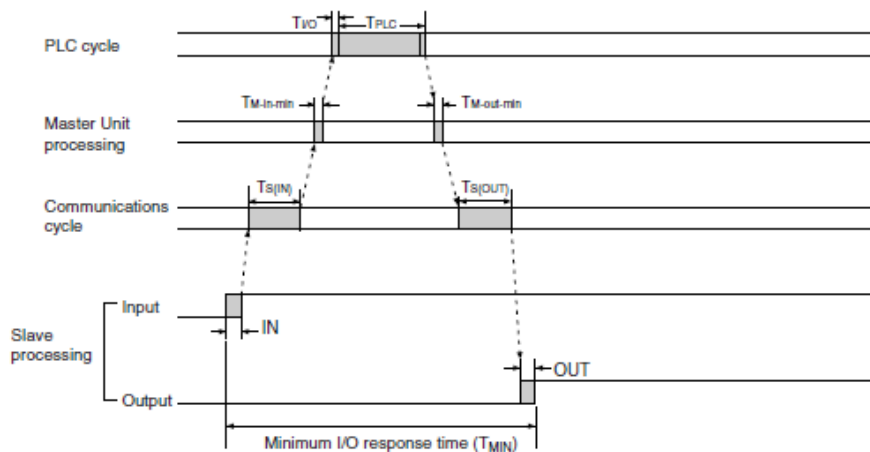 TI/O TPLC
PLC cycle
TM-in-min TM-out-min
Master Unit
processing
TS(IN) TS(OUT)
Communications
cycle
Input
IN
Slave
processing
OUT
Output
Minimum I/O response time (TMIN)